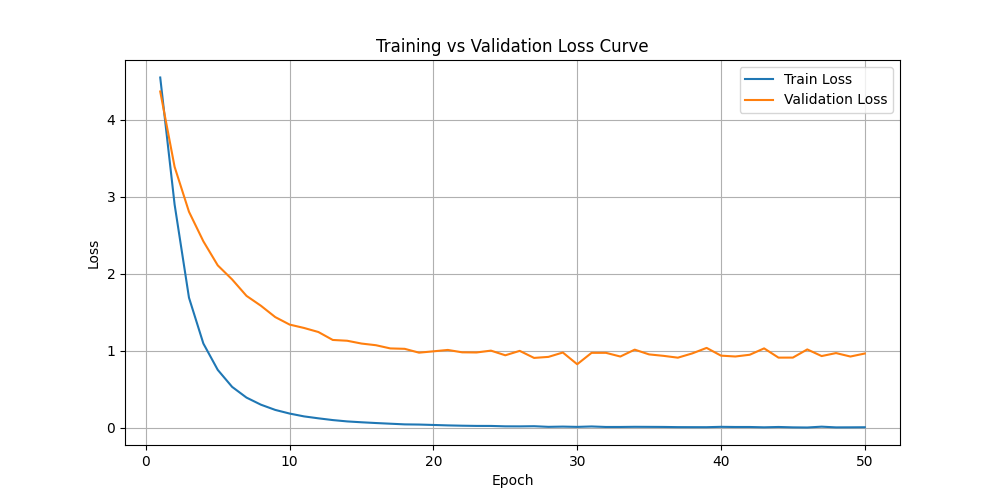 Training vs Validation Loss Curve
Train Loss
Validation Loss
Loss
4
3
2
1
0
0 10 20 30 40 50
Epoch